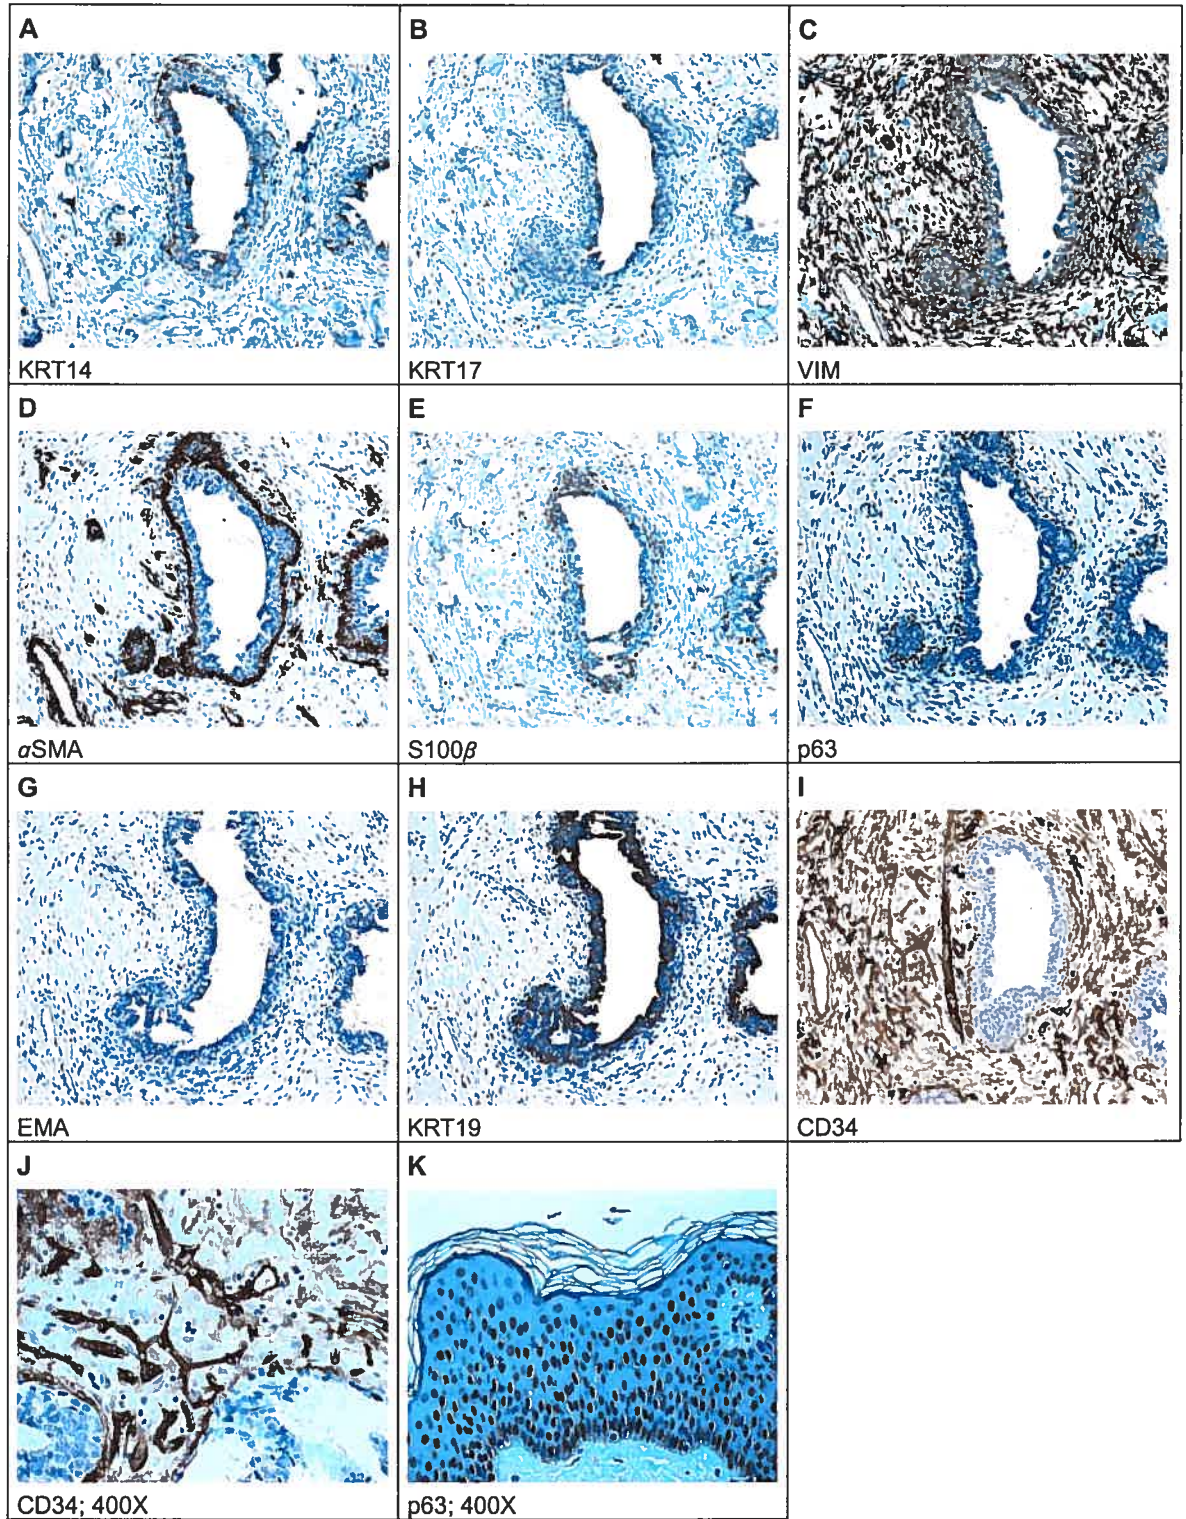 A
B
C
KRT14
KRT17
VIM
D
E
F
αSMA
S100β
p63
G
H
I
EMA
KRT19
CD34
J
K
CD34; 400X
p63; 400X